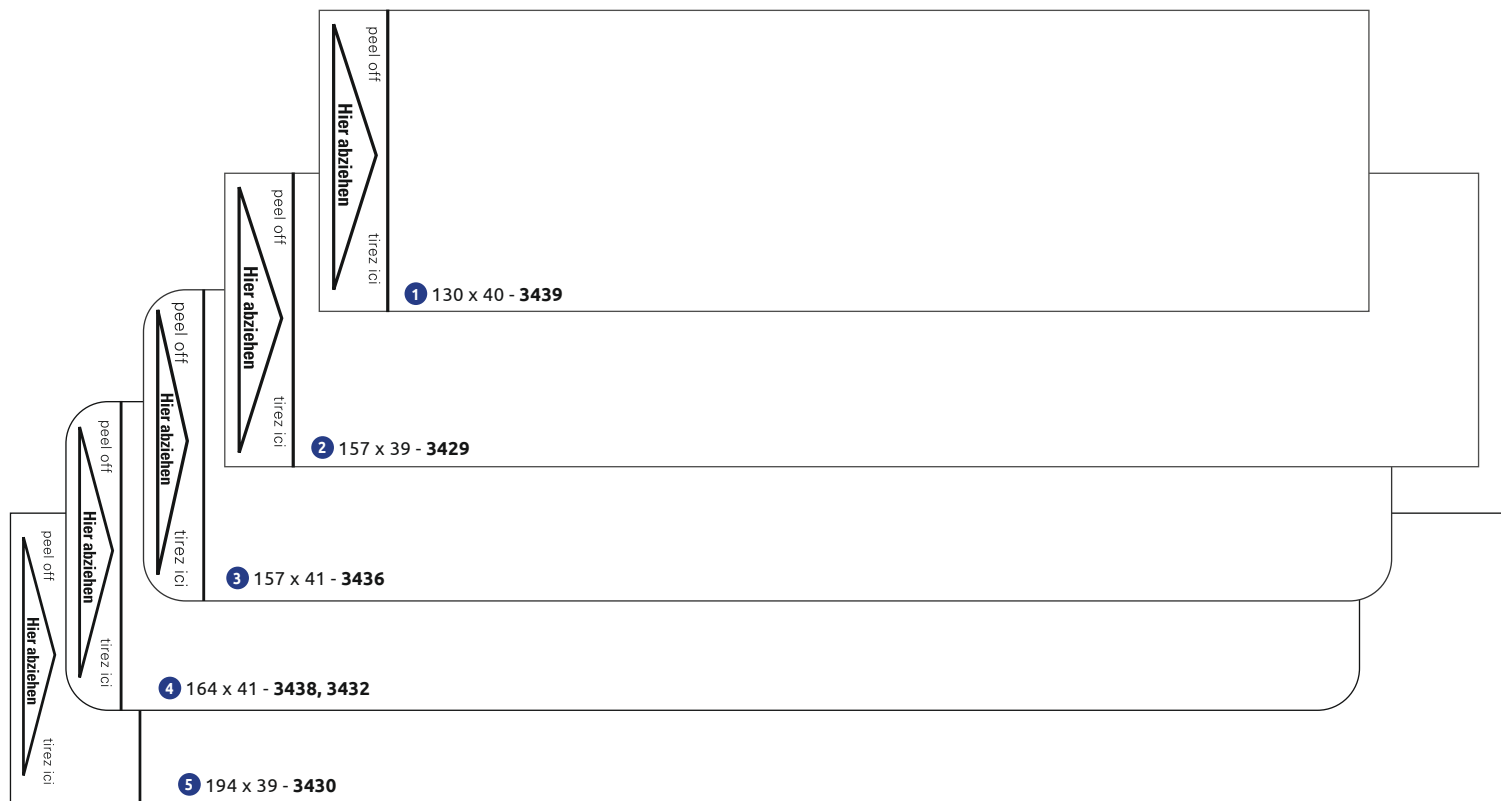 peel off
Hier abziehen
tirez ici
1 130 x 40 - 3439
peel off
Hier abziehen
tirez ici
2 157 x 39 - 3429
peel off
Hier abziehen
tirez ici
3 157 x 41 - 3436
peel off
Hier abziehen
tirez ici
4 164 x 41 - 3438, 3432
peel off
Hier abziehen
tirez ici
5 194 x 39 - 3430